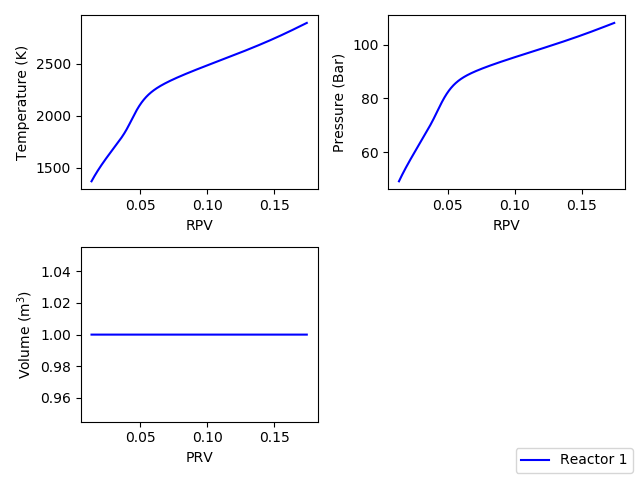 Temperature (K)
2500
2000
1500
0.05 0.10 0.15
RPV
Pressure (Bar)
100
80
60
0.05 0.10 0.15
RPV
Volume (m³)
1.04
1.02
1.00
0.98
0.96
0.05 0.10 0.15
PRV
Reactor 1